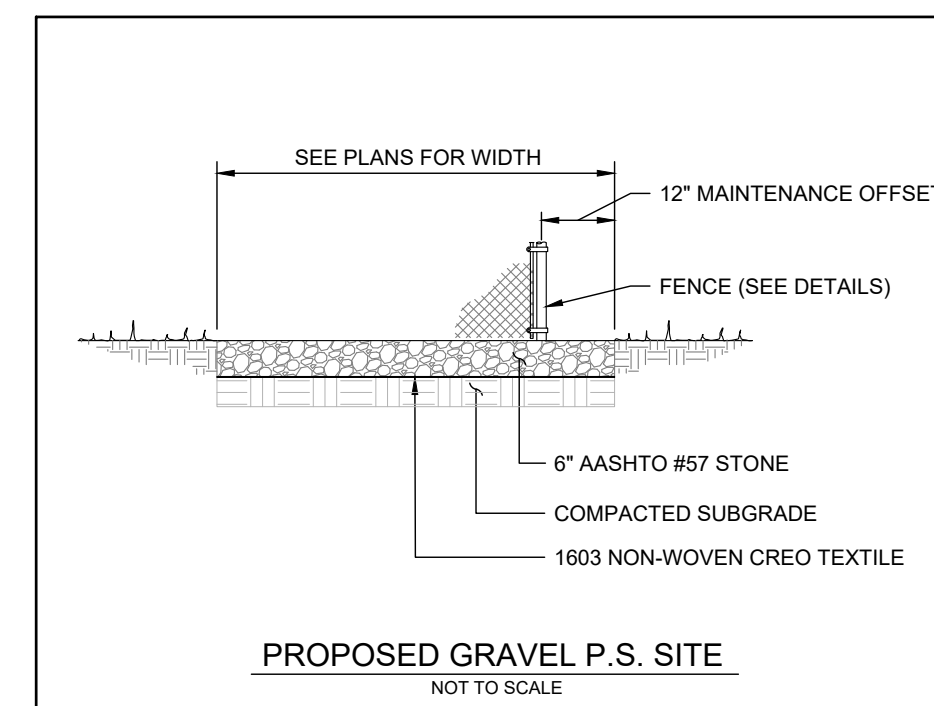 SEE PLANS FOR WIDTH
12" MAINTENANCE OFFSET
FENCE (SEE DETAILS)
6" AASHTO #57 STONE
COMPACTED SUBGRADE
1603 NON-WOVEN CREO TEXTILE
PROPOSED GRAVEL P.S. SITE
NOT TO SCALE